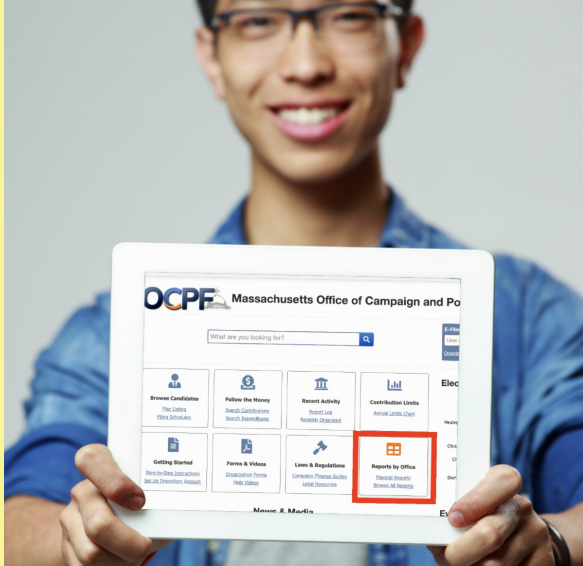 OCPF Massachusetts Office of Campaign and Po
What are you looking for?
E-File
User
Browse Candidates
Filer Listing
Filing Schedules
Follow the Money
Search Contributions
Search Expenditures
Recent Activity
Report Log
Recently Organized
Contribution Limits
Annual Limits Chart
Elec
Getting Started
Step-by-Step Instructions
Set Up Depository Account
Forms & Videos
Organization Forms
Help Videos
Laws & Regulations
Campaign Finance Guides
Legal Resources
Reports by Office
Mayoral Reports
Browse All Reports
News & Media